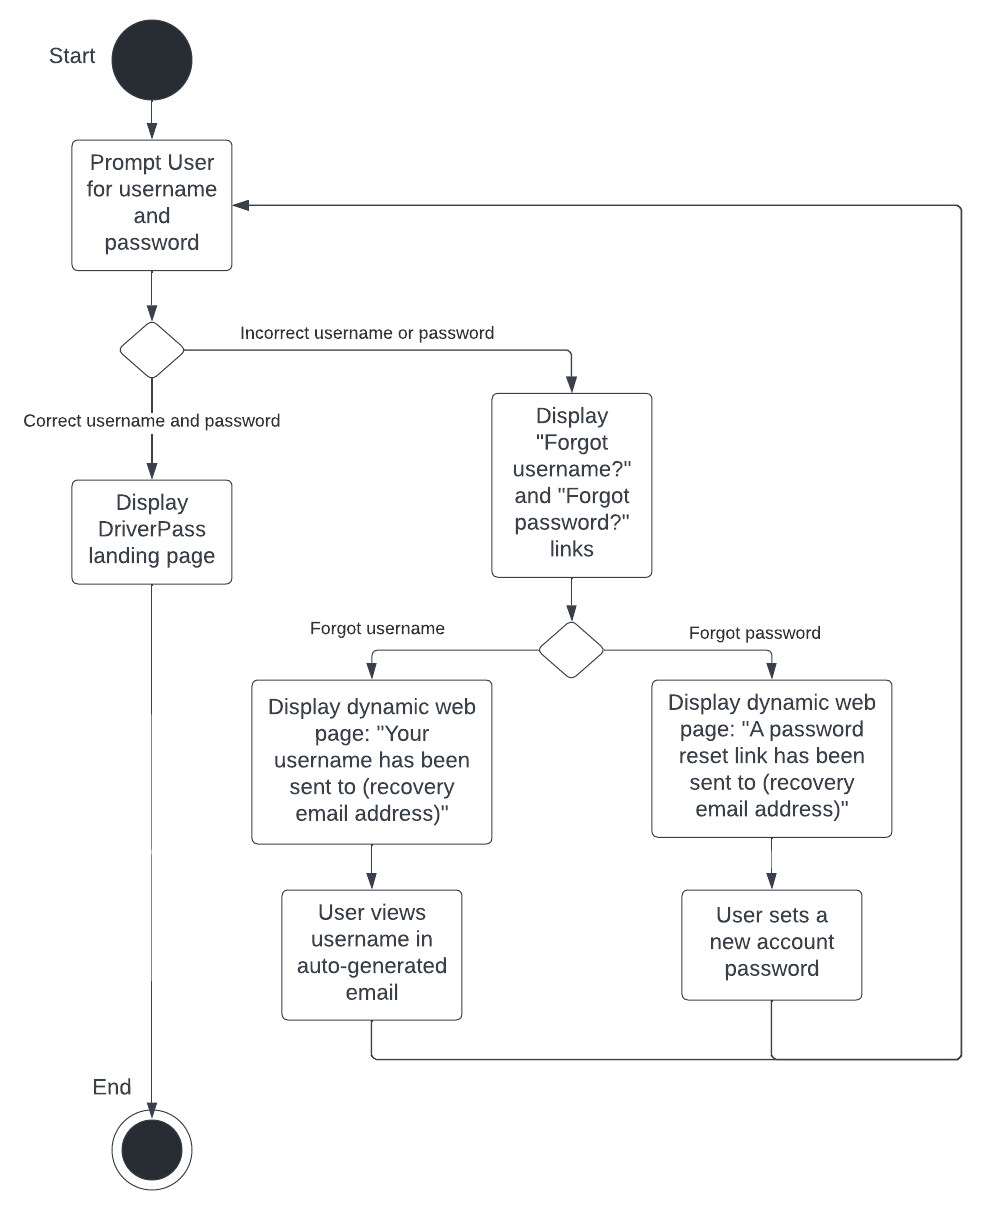 Start
Prompt User
for username
and
password
Incorrect username or password
Correct username and password
Display
"Forgot
username?"
and "Forgot
password?"
links
Display
DriverPass
landing page
Forgot username
Forgot password
Display dynamic web
page: "Your
username has been
sent to (recovery
email address)"
Display dynamic web
page: "A password
reset link has been
sent to (recovery
email address)"
User views
username in
auto-generated
email
User sets a
new account
password
End